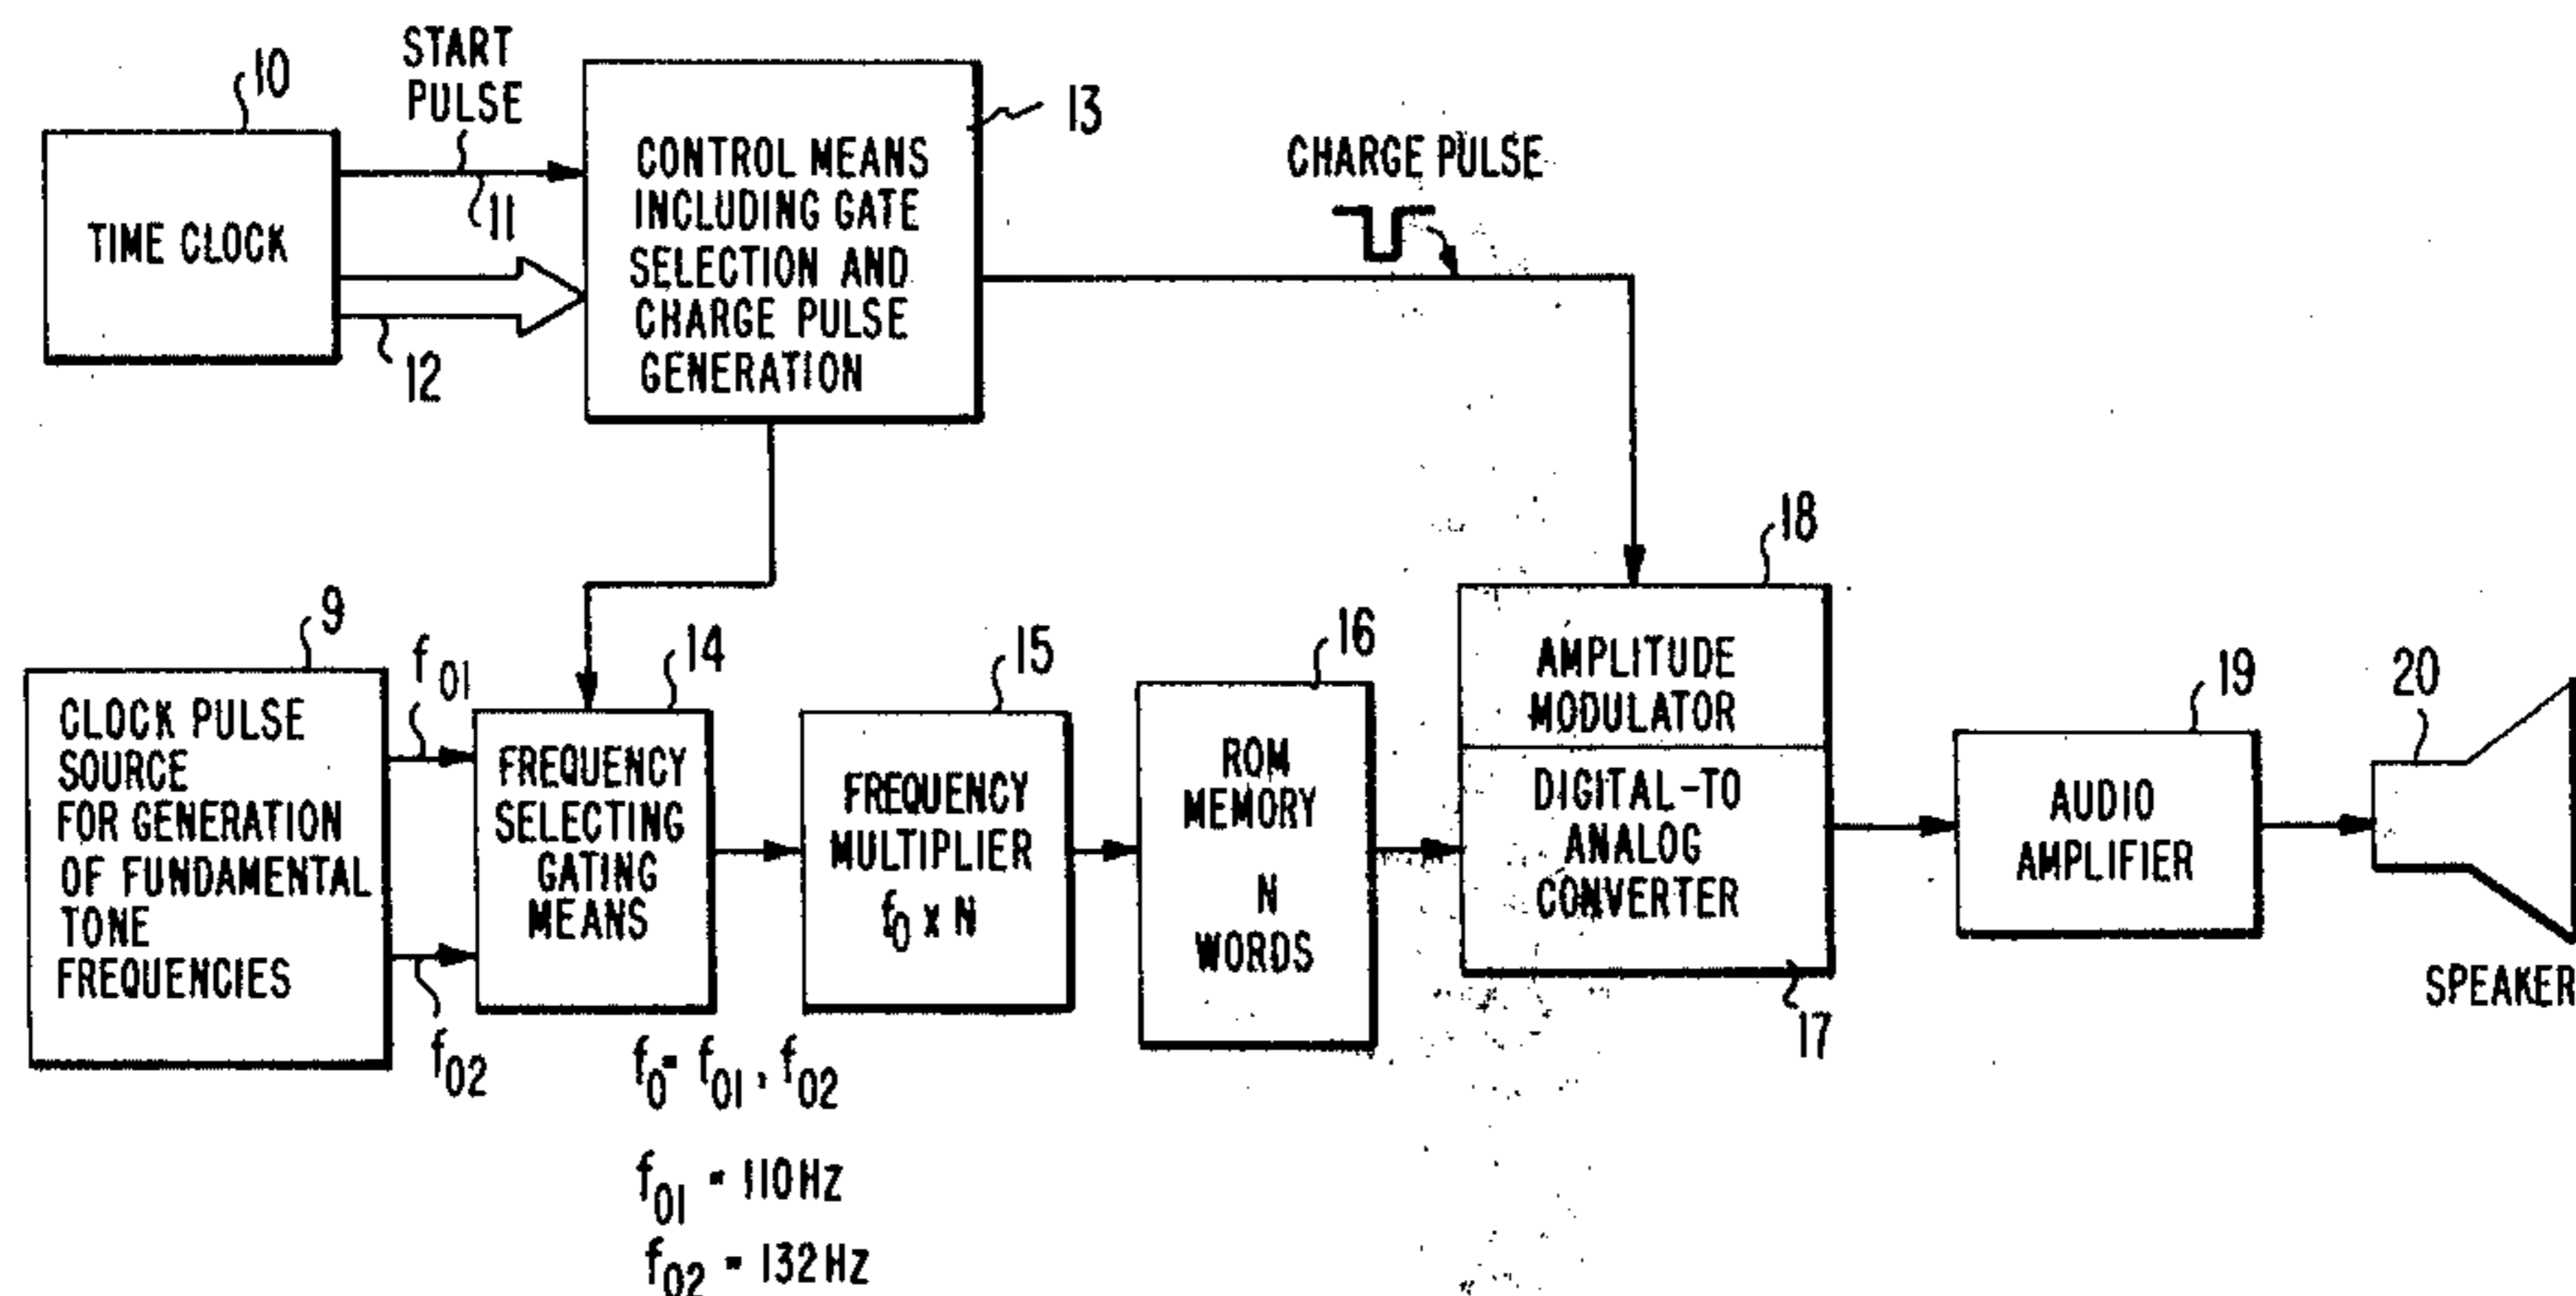 10
START
PULSE
11
TIME CLOCK
12
13
CONTROL MEANS
INCLUDING GATE
SELECTION AND
CHARGE PULSE
GENERATION
CHARGE PULSE
9
CLOCK PULSE
SOURCE
FOR GENERATION
OF FUNDAMENTAL
TONE
FREQUENCIES
f01
f02
14
FREQUENCY
SELECTING
GATING
MEANS
15
FREQUENCY
MULTIPLIER
f0 x N
16
ROM
MEMORY
N
WORDS
18
AMPLITUDE
MODULATOR
DIGITAL-TO
ANALOG
CONVERTER
17
19
AUDIO
AMPLIFIER
20
SPEAKER
f0 = f01, f02
f01 = 110Hz
f02 = 132Hz